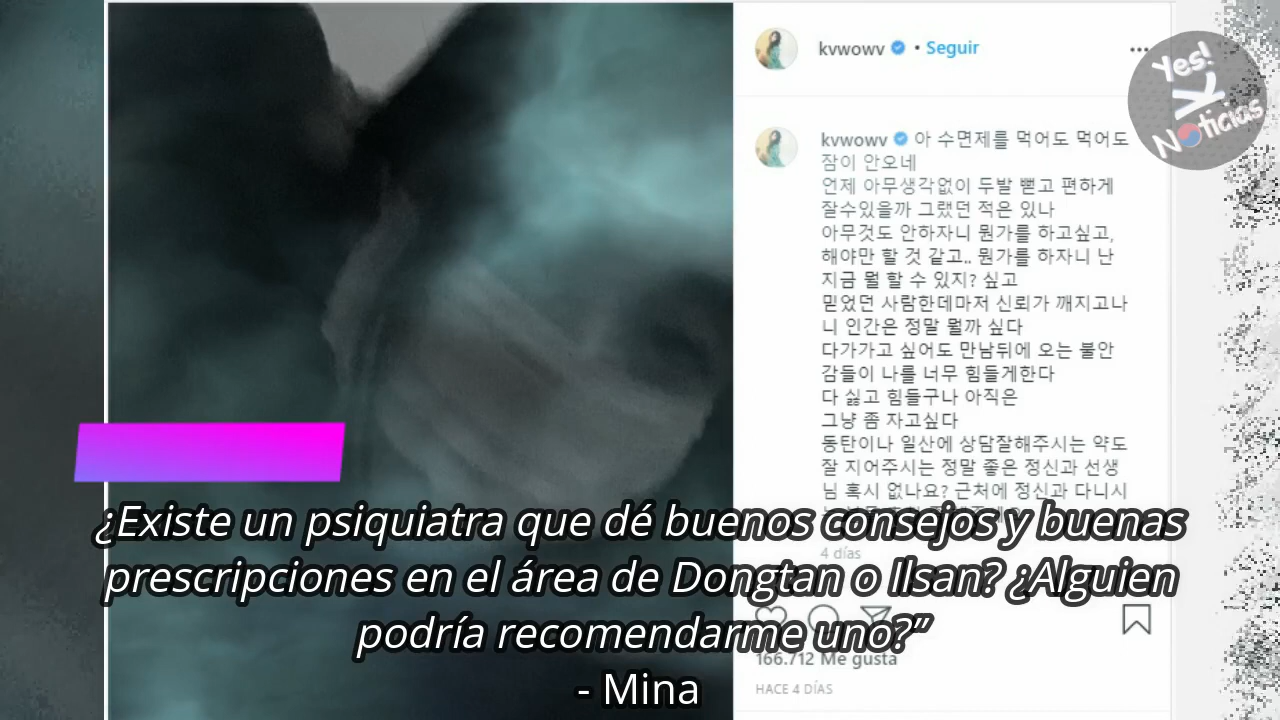 kvwowv • Seguir
Yes!
K
Noticias
kvwowv 아 수면제를 먹어도 먹어도
잠이 안오네
언제 아무생각없이 두발 뻗고 편하게
잘수있을까 그랬던 적은 있나
아무것도 안하자니 뭔가를 하고싶고,
해야만 할 것 같고.. 뭔가를 하자니 난
지금 뭘 할 수 있지? 싶고
믿었던 사람한데마저 신뢰가 깨지고나
니 인간은 정말 뭘까 싶다
다가가고 싶어도 만남뒤에 오는 불안
감들이 나를 너무 힘들게한다
다 싫고 힘들구나 아직은
그냥 좀 자고싶다
동탄이나 일산에 상담잘해주시는 약도
잘 지어주시는 정말 좋은 정신과 선생
님 혹시 없나요? 근처에 정신과 다니시
4 días
¿Existe un psiquiatra que dé buenos consejos y buenas
prescripciones en el área de Dongtan o Ilsan? ¿Alguien
podría recomendarme uno?”
- Mina
166.712 Me gusta
HACE 4 DÍAS